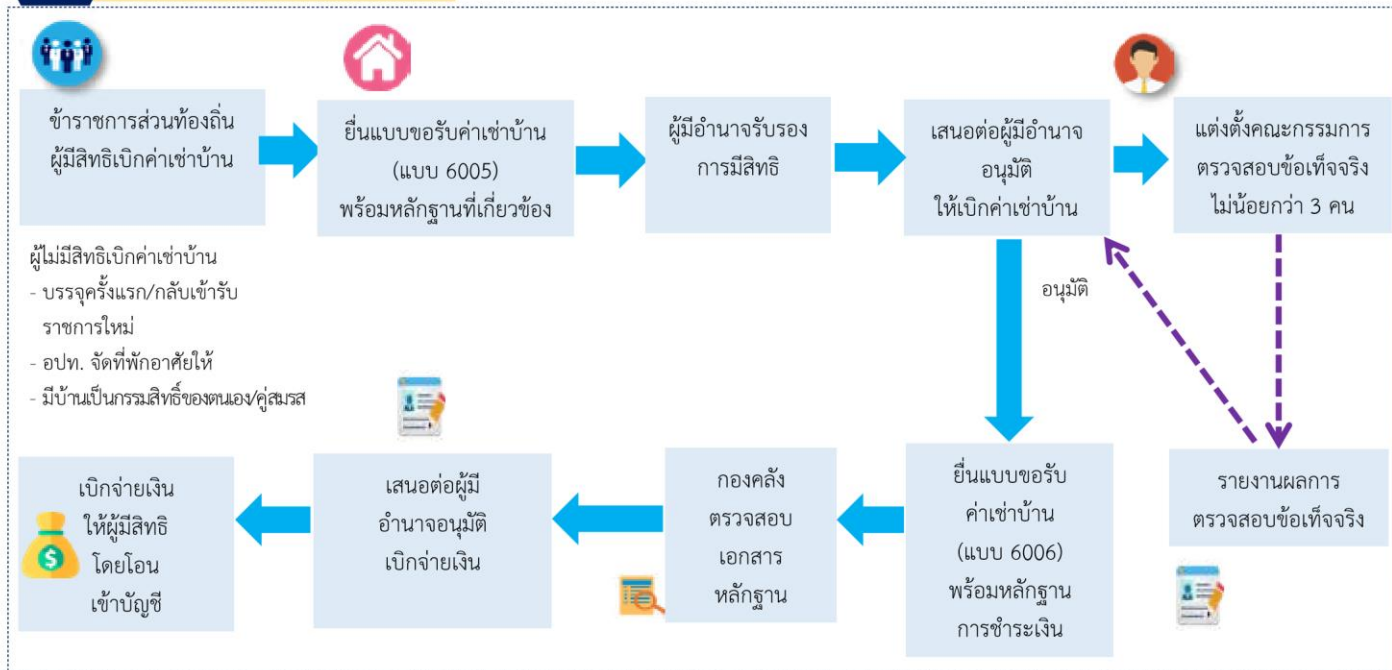 ข้าราชการส่วนท้องถิ่น
ผู้มีสิทธิเบิกค่าเช่าบ้าน
ยื่นแบบขอรับค่าเช่าบ้าน
(แบบ 6005)
พร้อมหลักฐานที่เกี่ยวข้อง
ผู้มีอำนาจรับรอง
การมีสิทธิ
เสนอต่อผู้มีอำนาจ
อนุมัติ
ให้เบิกค่าเช่าบ้าน
แต่งตั้งคณะกรรมการ
ตรวจสอบข้อเท็จจริง
ไม่น้อยกว่า 3 คน
ผู้ไม่มีสิทธิเบิกค่าเช่าบ้าน
- บรรจุครั้งแรก/กลับเข้ารับ
ราชการใหม่
- อปท. จัดที่พักอาศัยให้
- มีบ้านเป็นกรรมสิทธิ์ของตนเอง/คู่สมรส
อนุมัติ
รายงานผลการ
ตรวจสอบข้อเท็จจริง
ยื่นแบบขอรับ
ค่าเช่าบ้าน
(แบบ 6006)
พร้อมหลักฐาน
การชำระเงิน
กองคลัง
ตรวจสอบ
เอกสาร
หลักฐาน
เสนอต่อผู้มี
อำนาจอนุมัติ
เบิกจ่ายเงิน
เบิกจ่ายเงิน
ให้ผู้มีสิทธิ
โดยโอน
เข้าบัญชี